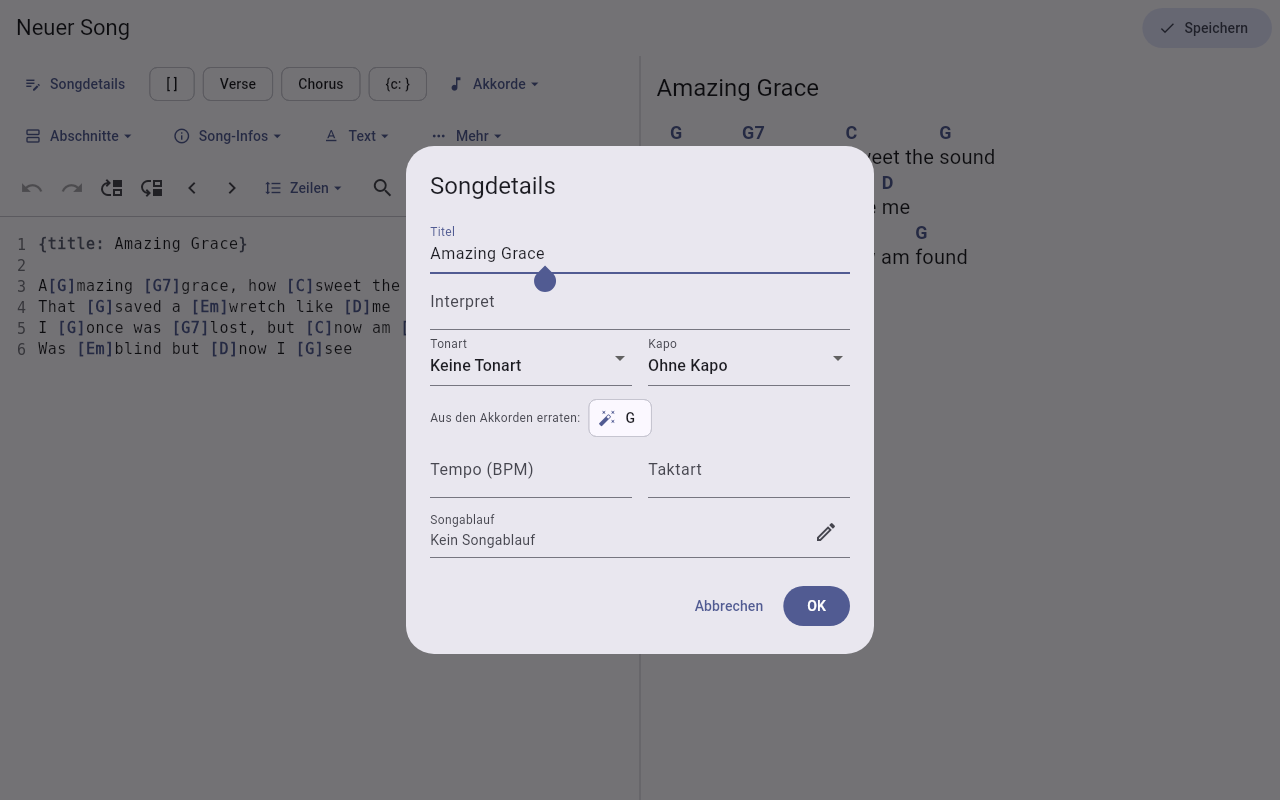 Neuer Song
Speichern
Songdetails
[ ]
Verse
Chorus
{c: }
Akkorde
Abschnitte
Song-Infos
Text
Mehr
Zeilen
1 {title: Amazing Grace}
2
3 A[G]mazing [G7]grace, how [C]sweet the
4 That [G]saved a [Em]wretch like [D]me
5 I [G]once was [G7]lost, but [C]now am [
6 Was [Em]blind but [D]now I [G]see
Amazing Grace
G G7 C G
eet the sound
D
me
G
am found
Songdetails
Titel
Amazing Grace
Interpret
Tonart
Keine Tonart
Kapo
Ohne Kapo
Aus den Akkorden erraten:
G
Tempo (BPM)
Taktart
Songablauf
Kein Songablauf
Abbrechen
OK